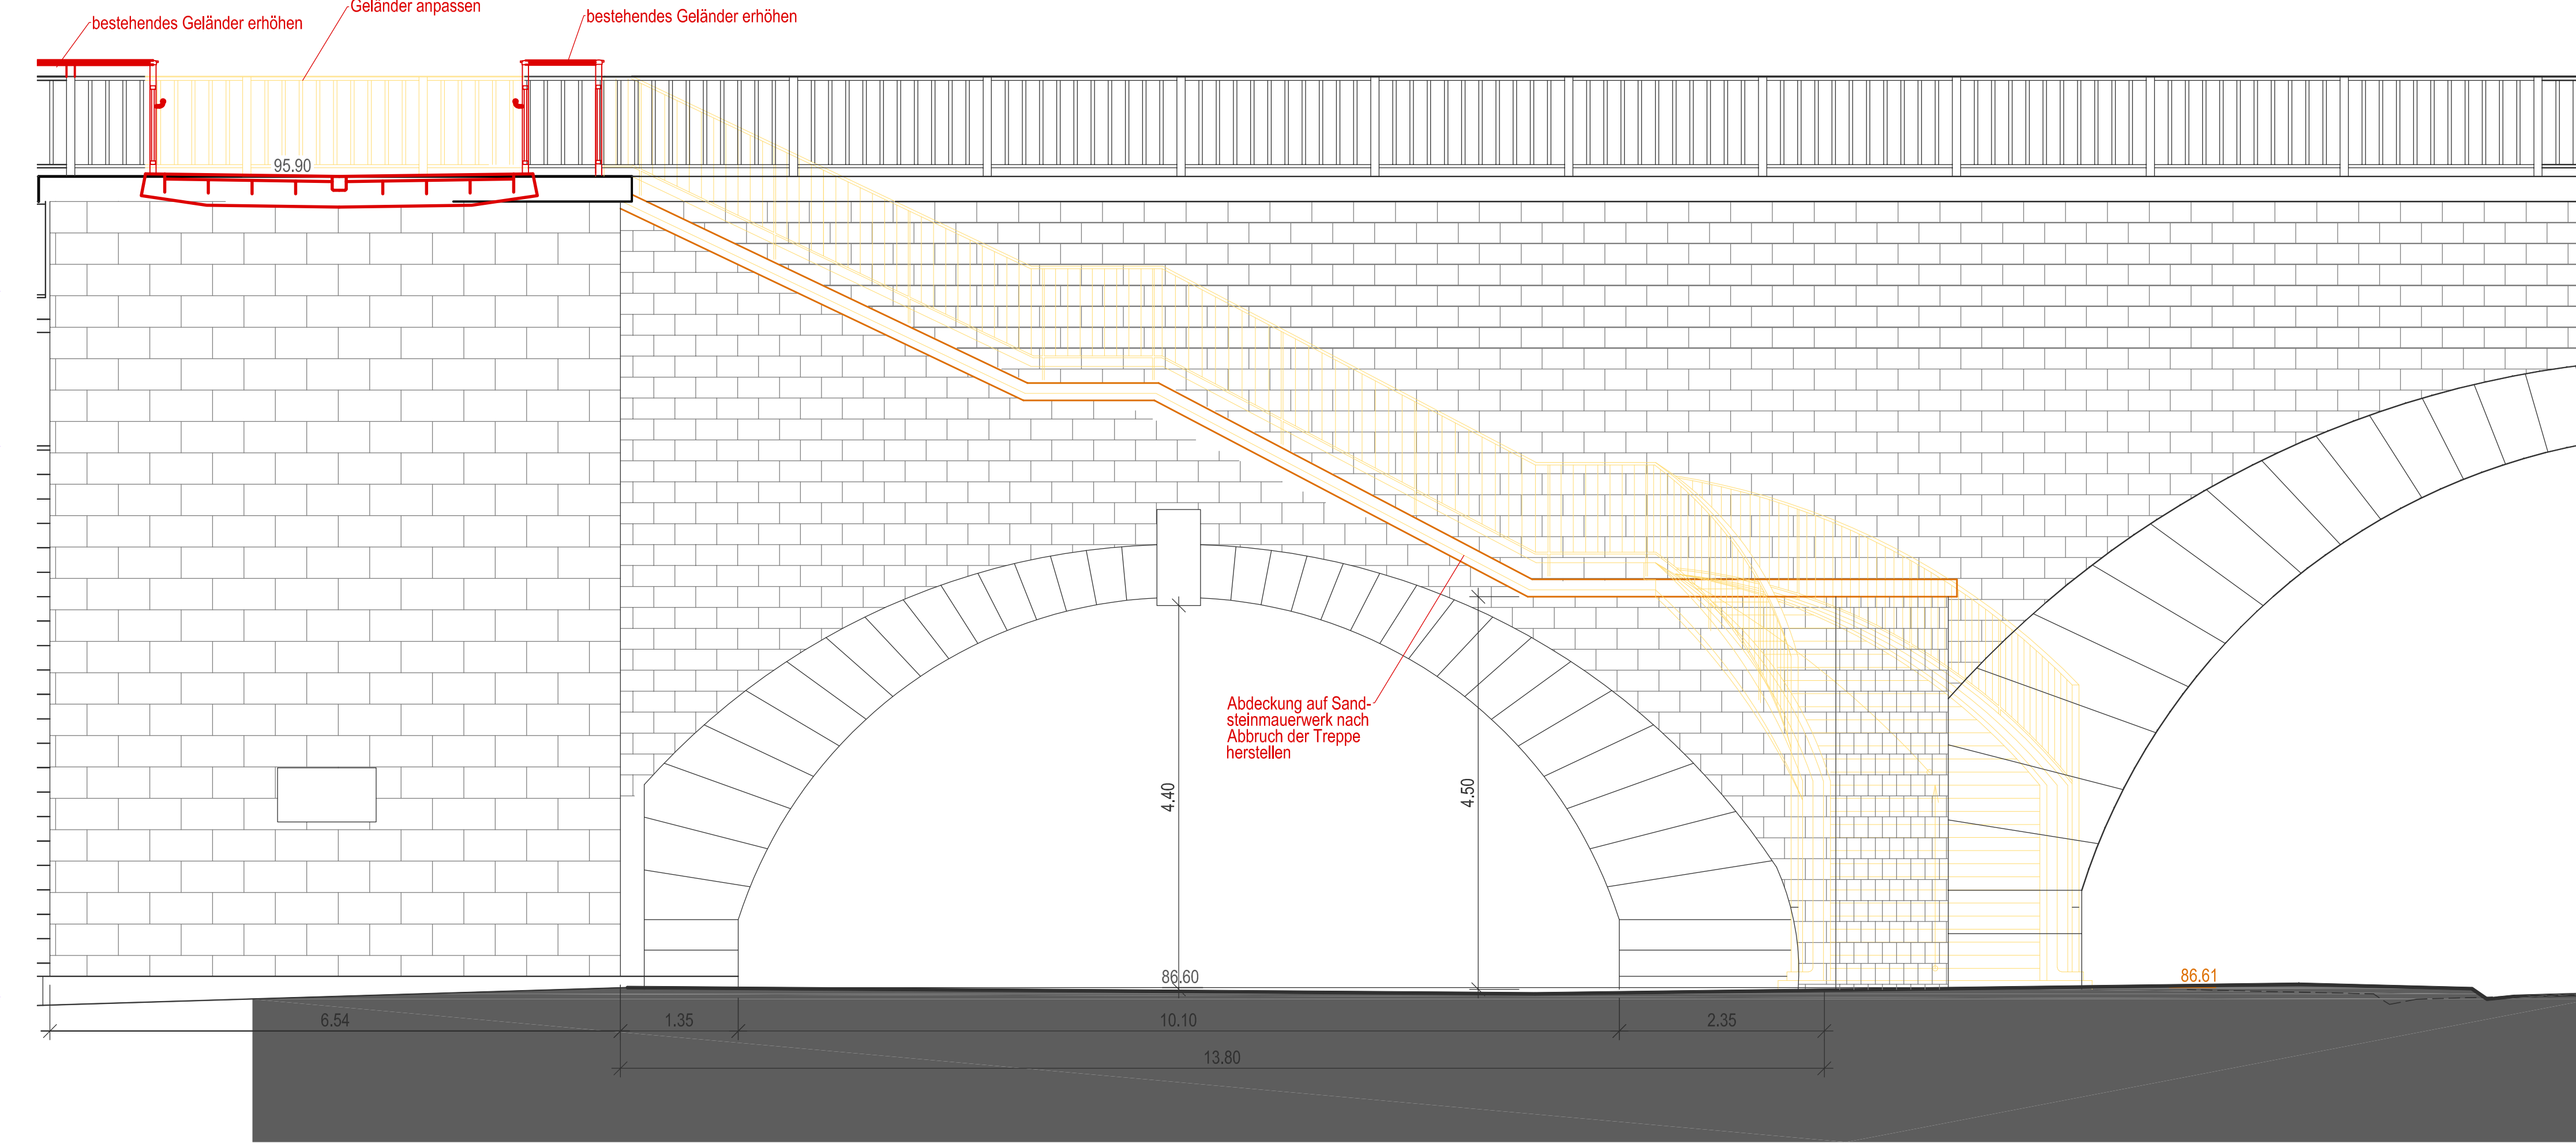 Geländer anpassen
bestehendes Geländer erhöhen
bestehendes Geländer erhöhen
95.90
Abdeckung auf Sand-
steinmauerwerk nach
Abbruch der Treppe
herstellen
4.40
4.50
86.60
86.61
6.54
1.35
10.10
2.35
13.80